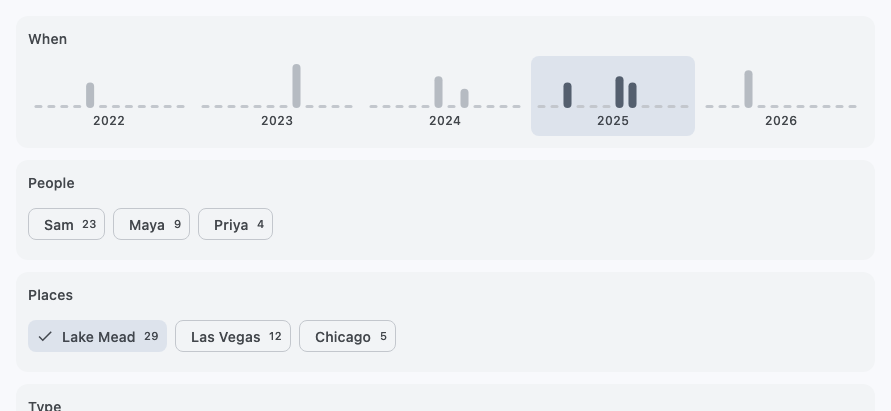 When
2022 2023 2024 2025 2026
People
Sam 23 Maya 9 Priya 4
Places
Lake Mead 29 Las Vegas 12 Chicago 5
Type